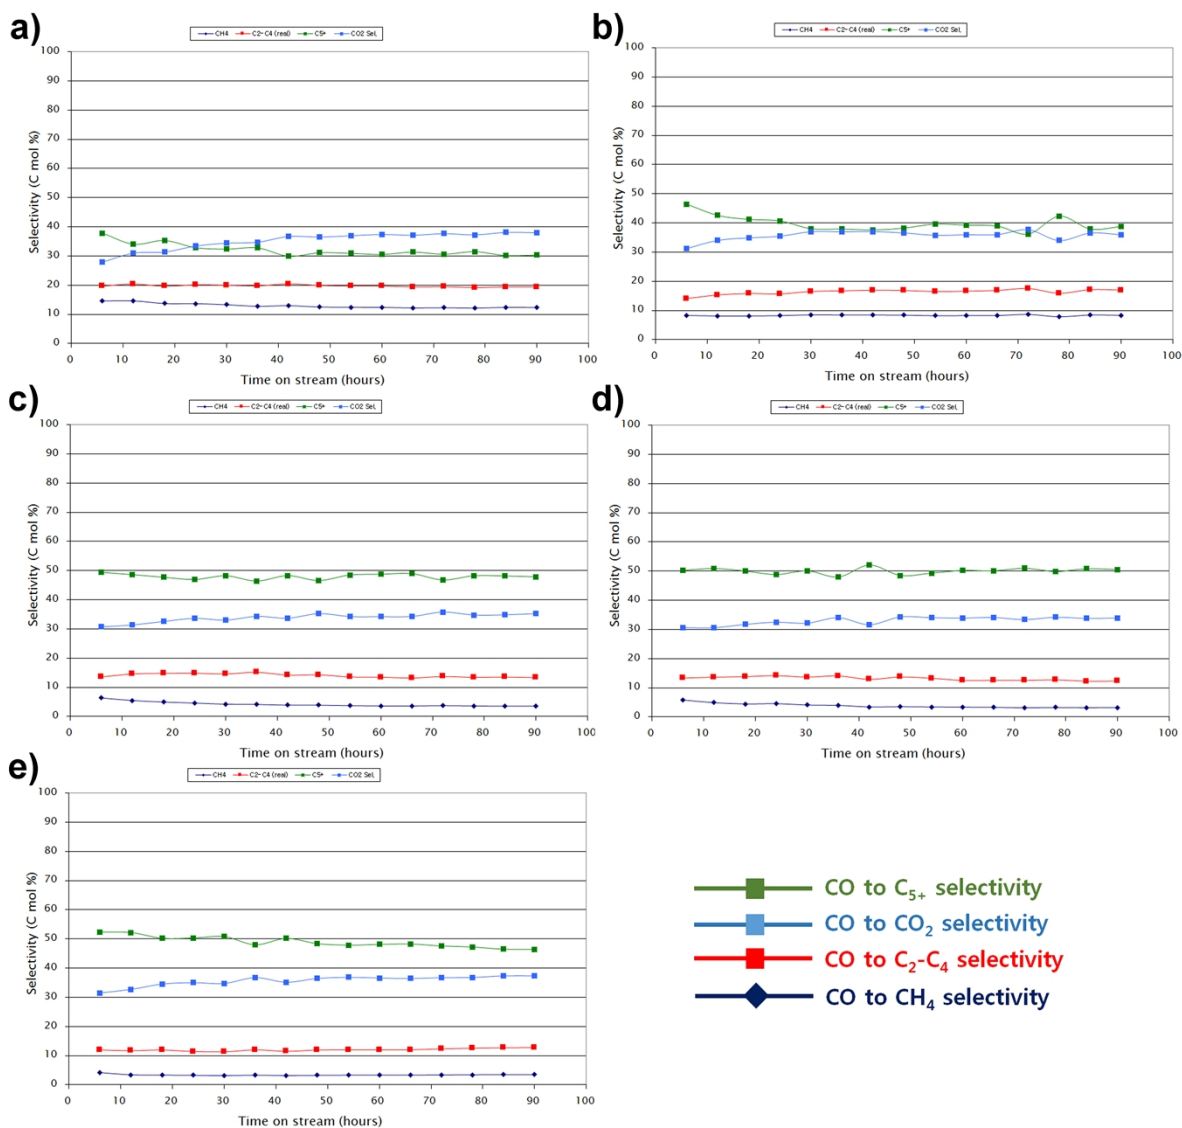 a)
CH4 C2-C4 (real) C5+ CO2 Sel.
100
90
80
70
60
50
40
30
20
10
0
Selectivity (C mol %)
0 10 20 30 40 50 60 70 80 90 100
Time on stream (hours)
b)
CH4 C2-C4 (real) C5+ CO2 Sel.
100
90
80
70
60
50
40
30
20
10
0
Selectivity (C mol %)
0 10 20 30 40 50 60 70 80 90 100
Time on stream (hours)
c)
CH4 C2-C4 (real) C5+ CO2 Sel.
100
90
80
70
60
50
40
30
20
10
0
Selectivity (C mol %)
0 10 20 30 40 50 60 70 80 90 100
Time on stream (hours)
d)
CH4 C2-C4 (real) C5+ CO2 Sel.
100
90
80
70
60
50
40
30
20
10
0
Selectivity (C mol %)
0 10 20 30 40 50 60 70 80 90 100
Time on stream (hours)
e)
CH4 C2-C4 (real) C5+ CO2 Sel.
100
90
80
70
60
50
40
30
20
10
0
Selectivity (C mol %)
0 10 20 30 40 50 60 70 80 90 100
Time on stream (hours)
CO to C5+ selectivity
CO to CO2 selectivity
CO to C2-C4 selectivity
CO to CH4 selectivity